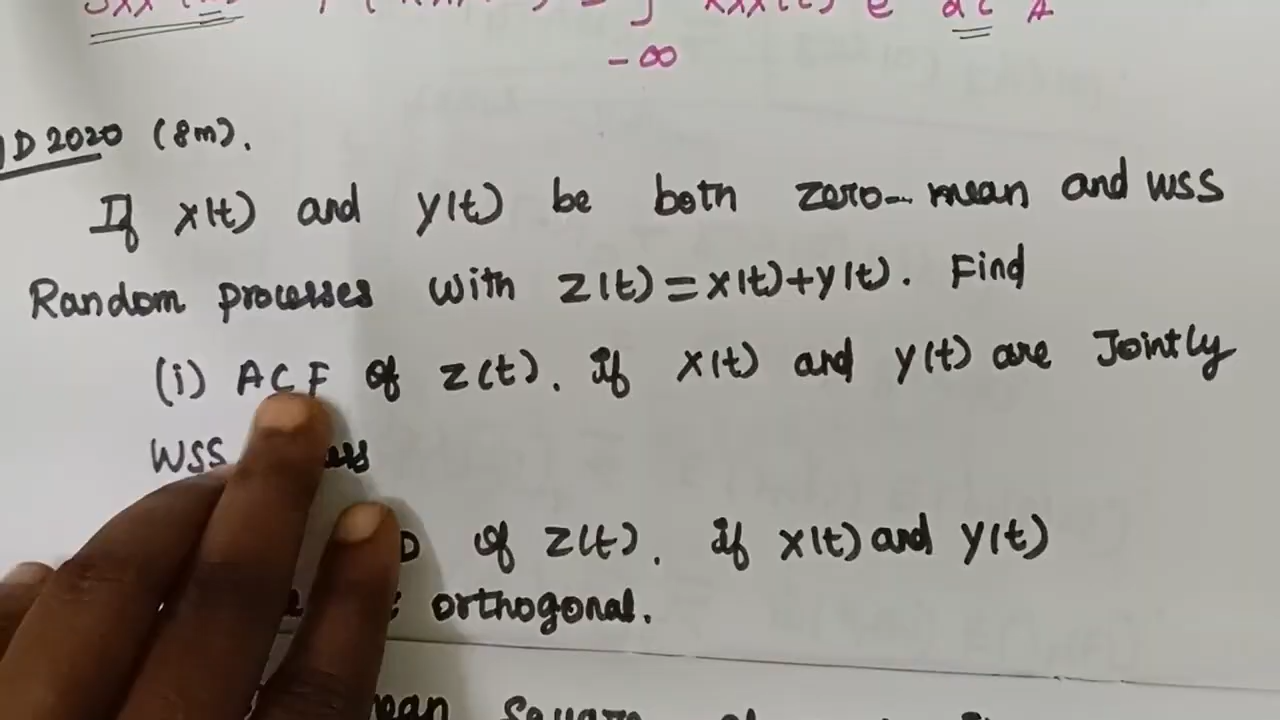 - ∞
D 2020 (8m).
If X(t) and Y(t) be both zero-mean and WSS
Random processes with Z(t) = X(t) + Y(t). Find
(i) ACF of Z(t). If X(t) and Y(t) are Jointly
WSS
of Z(t). If X(t) and Y(t)
orthogonal.
square